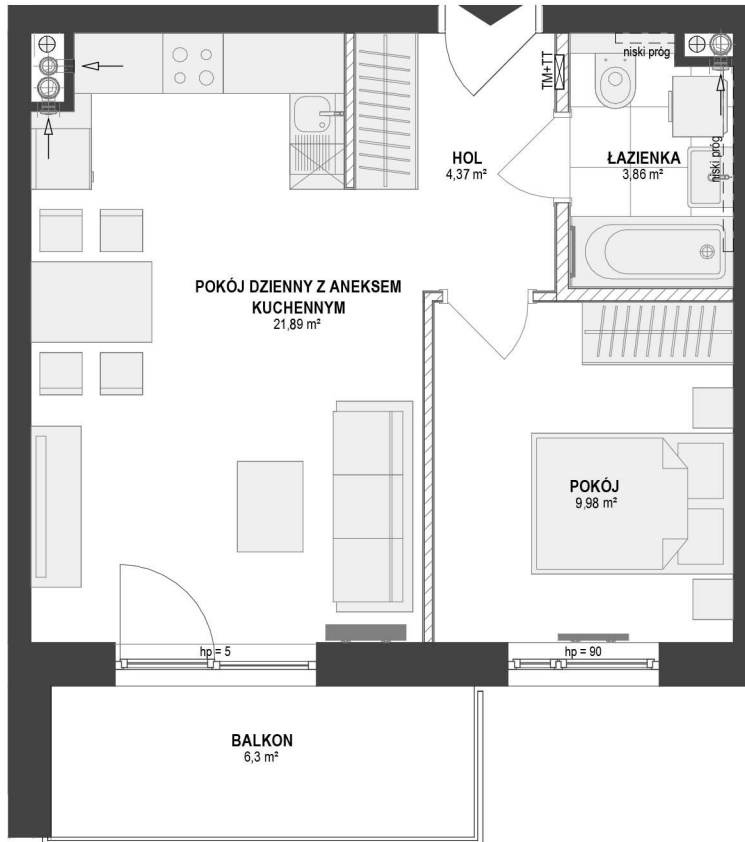 niski próg
TM+TT
HOL
4,37 m²
ŁAZIENKA
3,86 m²
niski próg
POKÓJ DZIENNY Z ANEKSEM
KUCHENNYM
21,89 m²
POKÓJ
9,98 m²
hp = 5
hp = 90
BALKON
6,3 m²